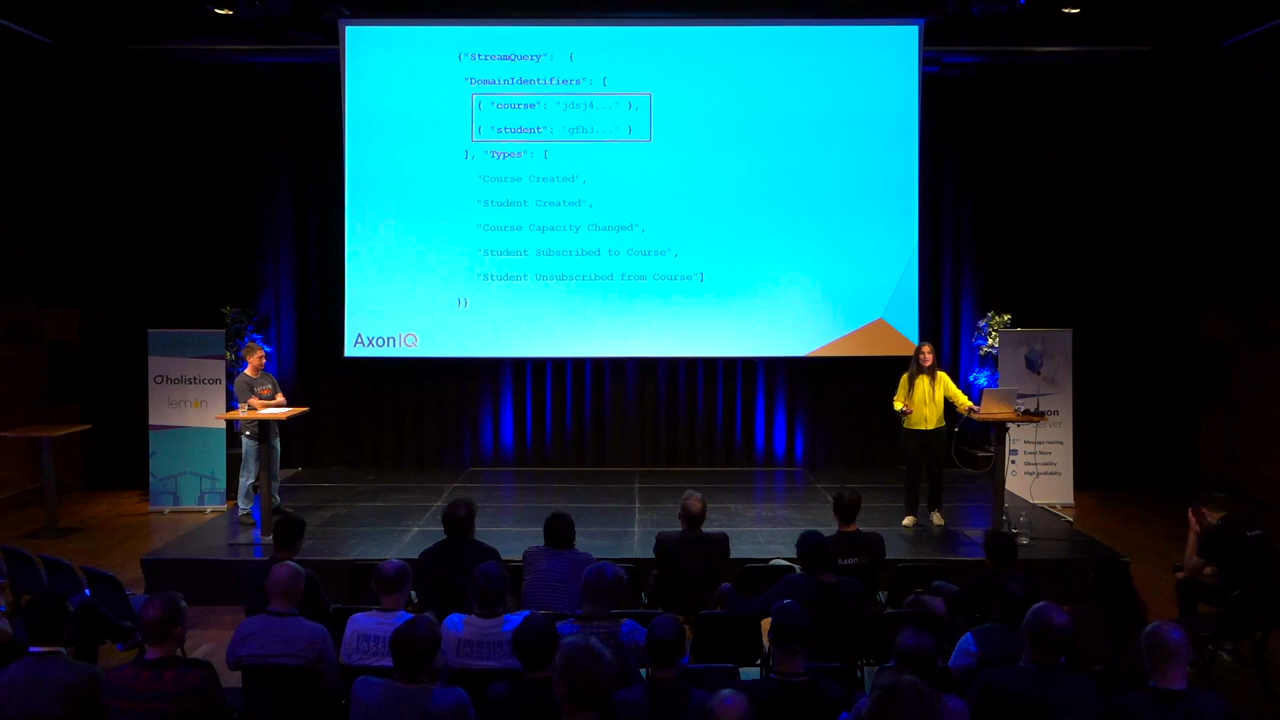 {"StreamQuery": {
"DomainIdentifiers": [
{ "course": "jdsj4..." },
{ "student": "gfh3..." }
], "Types": [
"Course Created",
"Student Created",
"Course Capacity Changed",
"Student Subscribed to Course",
"Student Unsubscribed from Course"]
}}
AxonIQ
holisticon
lemon
Axon
Server
Message routing
Event Store
Observability
High availability
Axon